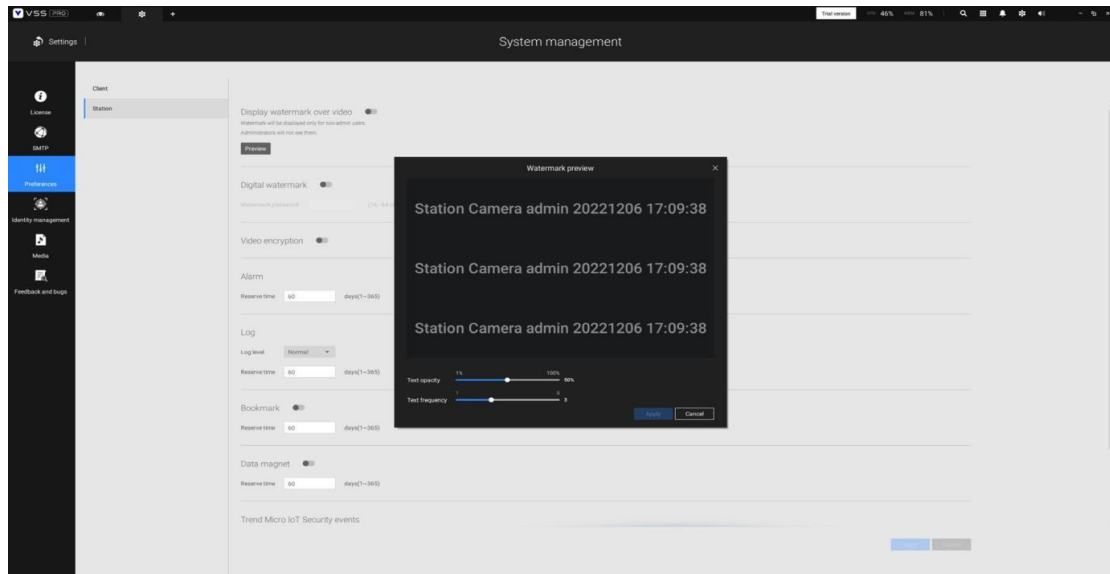 VSS PRO
Trial version
46%
81%
Settings
System management
License
SMTP
Preferences
Identity management
Media
Feedback and bugs
Client
Station
Display watermark over video
Watermark will be displayed only for non-admin users.
Administrators will not see them.
Preview
Digital watermark
Watermark password
Video encryption
Alarm
Reserve time 60 days(1~365)
Log
Log level Normal
Reserve time 60 days(1~365)
Bookmark
Reserve time 60 days(1~365)
Data magnet
Reserve time 60 days(1~365)
Trend Micro IoT Security events
Watermark preview
Station Camera admin 20221206 17:09:38
Station Camera admin 20221206 17:09:38
Station Camera admin 20221206 17:09:38
1% 100%
Text opacity 50%
Text frequency 3
Apply Cancel